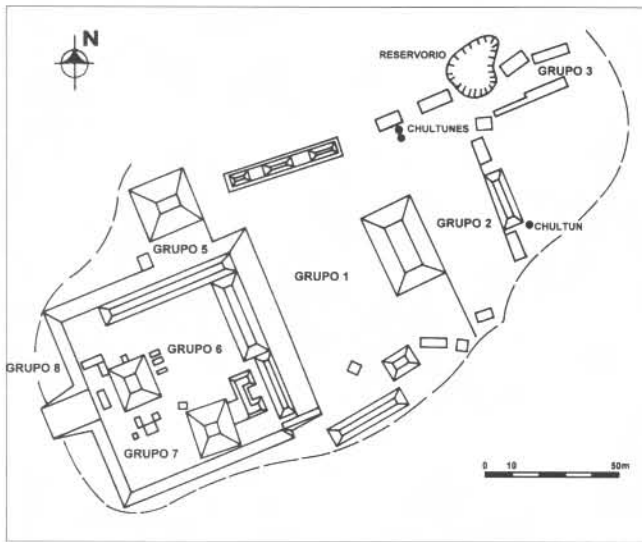 N
RESERVORIO
GRUPO 3
CHULTUNES
GRUPO 2
CHULTUN
GRUPO 5
GRUPO 1
GRUPO 6
GRUPO 8
GRUPO 7
0 10 50m